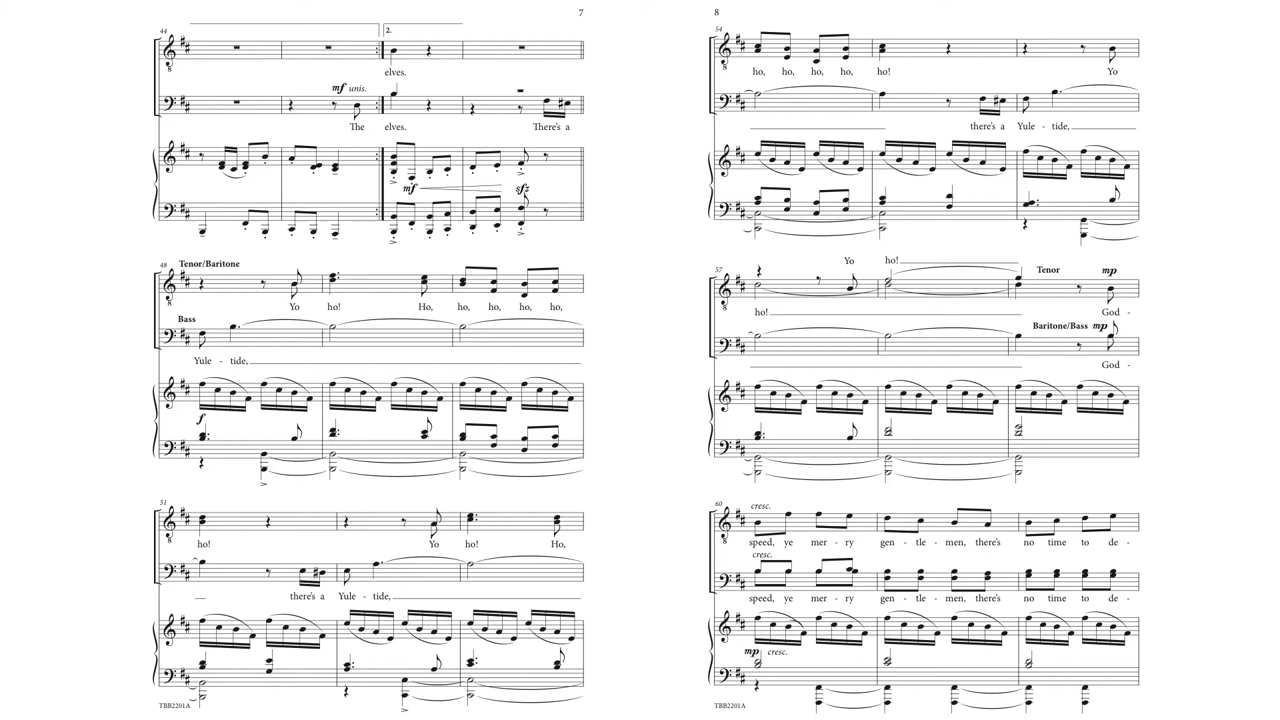 7
44
2.
elves.
mf unis.
The elves. There's a
mf sfz
48
Tenor/Baritone
Yo ho! Ho, ho, ho, ho, ho,
Bass
Yule - tide,
f
51
ho! Yo ho! Ho,
there's a Yule - tide,
TBB2201A
8
54
ho, ho, ho, ho, ho! Yo
there's a Yule - tide,
57
Yo ho!
Tenor mp
ho! God -
Baritone/Bass mp
God -
60
cresc.
speed, ye mer - ry gen - tle - men, there's no time to de -
cresc.
speed, ye mer - ry gen - tle - men, there's no time to de -
mp cresc.
TBB2201A